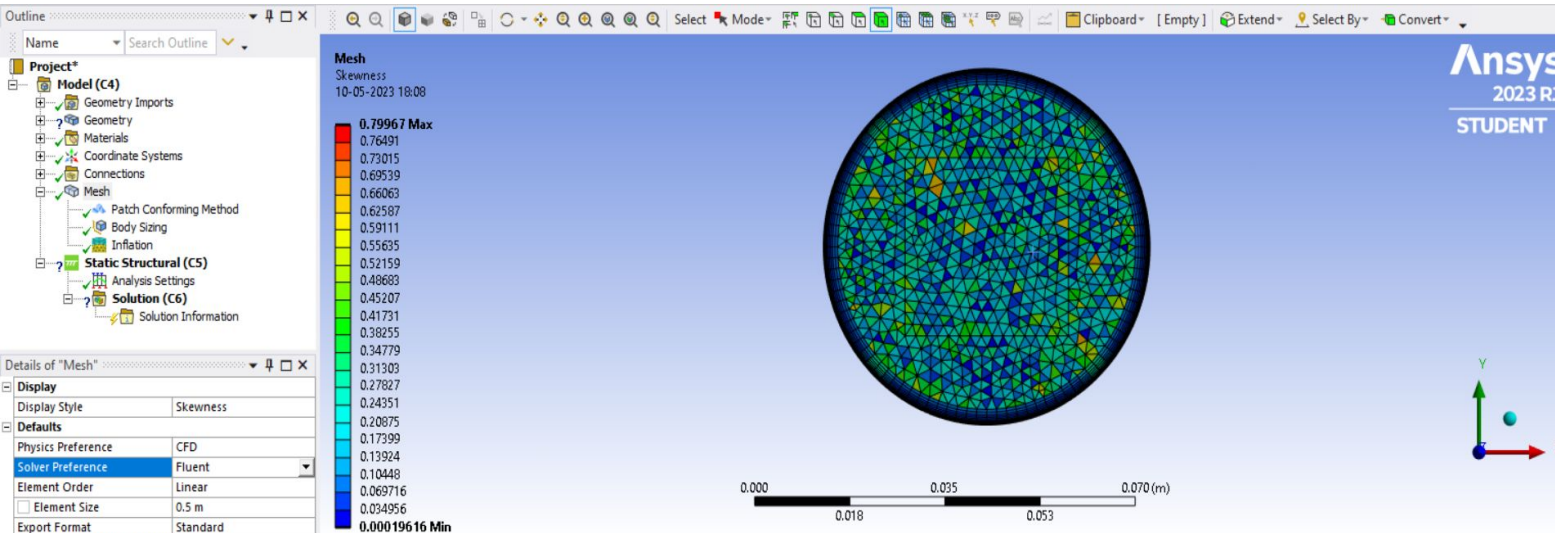 Outline
Name Search Outline
Project*
Model (C4)
Geometry Imports
Geometry
Materials
Coordinate Systems
Connections
Mesh
Patch Conforming Method
Body Sizing
Inflation
Static Structural (C5)
Analysis Settings
Solution (C6)
Solution Information
Details of "Mesh"
Display
Display Style Skewness
Defaults
Physics Preference CFD
Solver Preference Fluent
Element Order Linear
Element Size 0.5 m
Export Format Standard
Select Mode Clipboard [ Empty ] Extend Select By Convert
Mesh
Skewness
10-05-2023 18:08
0.79967 Max
0.76491
0.73015
0.69539
0.66063
0.62587
0.59111
0.55635
0.52159
0.48683
0.45207
0.41731
0.38255
0.34779
0.31303
0.27827
0.24351
0.20875
0.17399
0.13924
0.10448
0.069716
0.034956
0.00019616 Min
0.000 0.035 0.070 (m)
0.018 0.053
Ansys
2023
STUDENT
Y